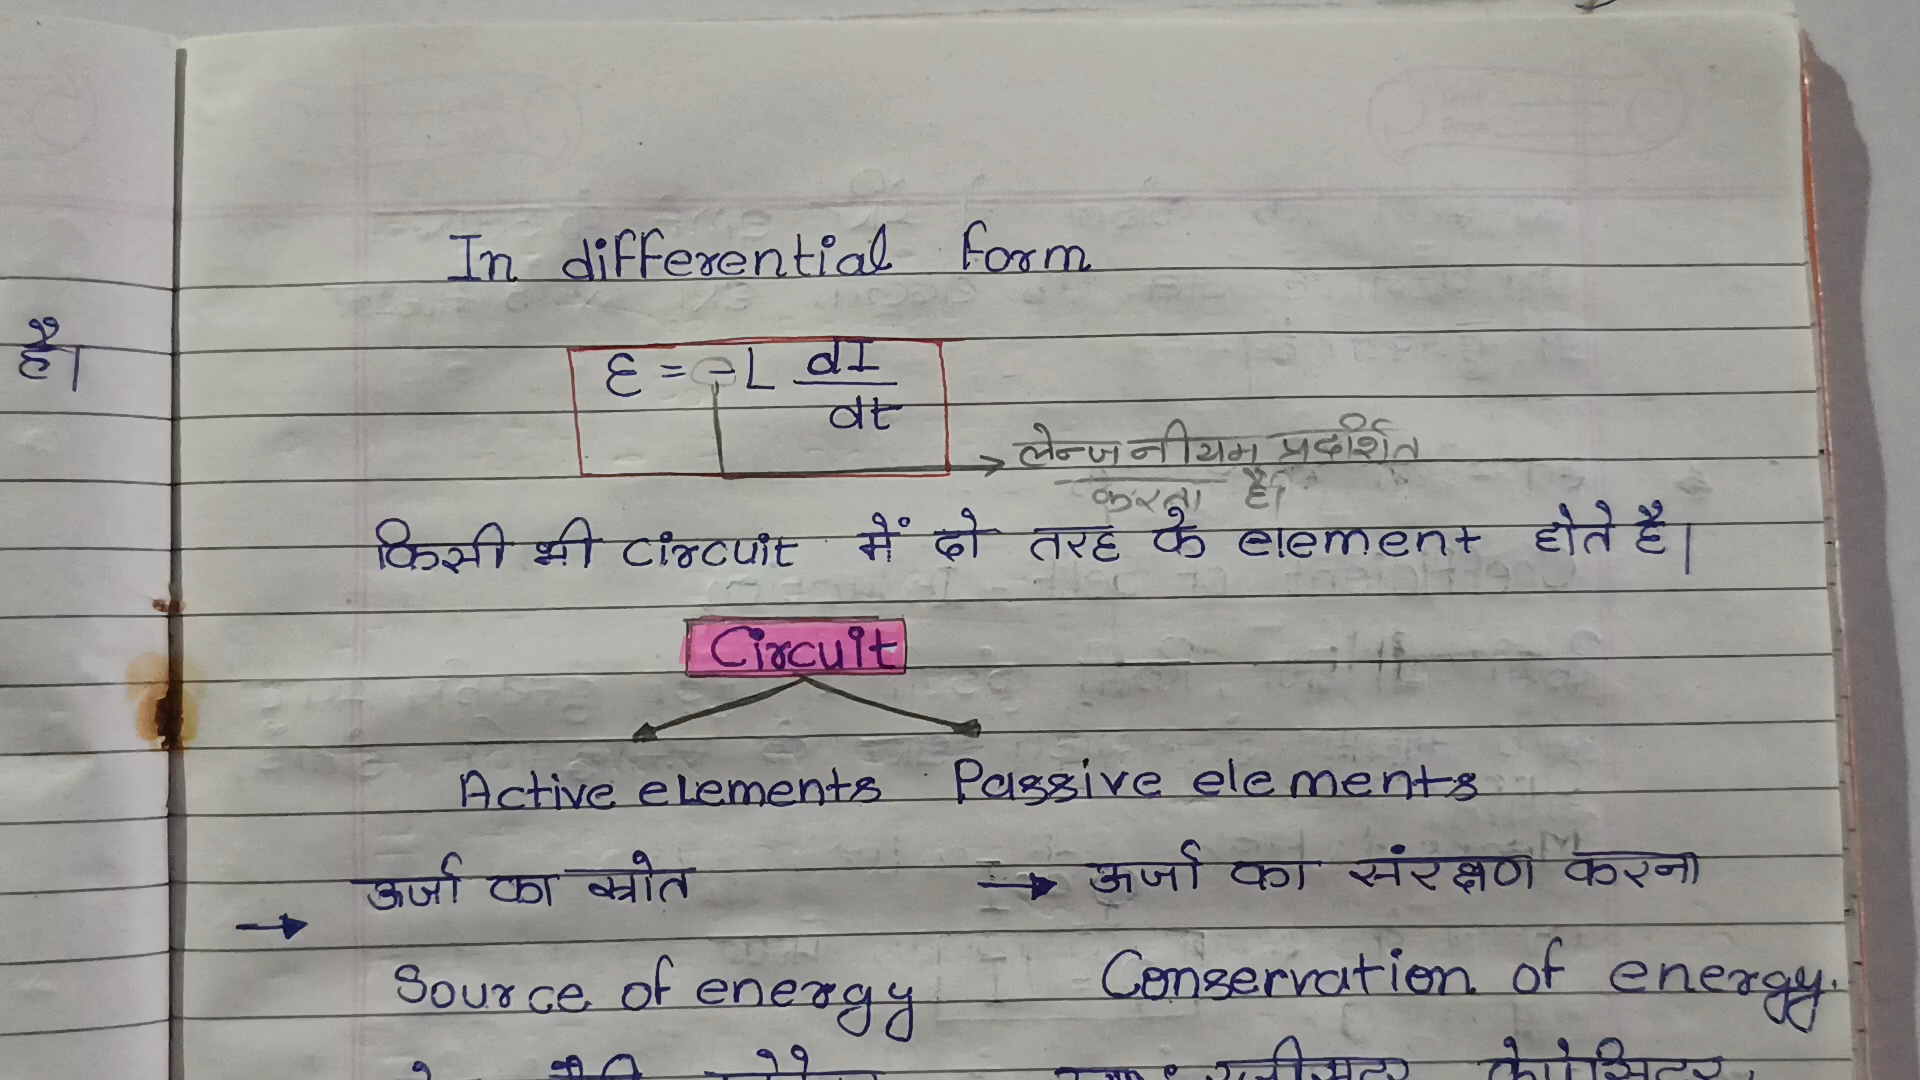 In differential form
है।
ε = -L dI/dt
लेन्ज नीयम प्रदर्शित
करता है।
किसी भी circuit में दो तरह के element होते है।
Circuit
Active elements Passive elements
→ ऊर्जा का स्त्रोत → ऊर्जा का संरक्षण करना
Source of energy Conservation of energy.